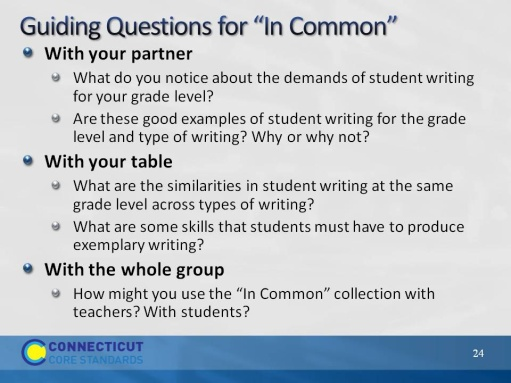 Guiding Questions for “In Common”
With your partner
What do you notice about the demands of student writing
for your grade level?
Are these good examples of student writing for the grade
level and type of writing? Why or why not?
With your table
What are the similarities in student writing at the same
grade level across types of writing?
What are some skills that students must have to produce
exemplary writing?
With the whole group
How might you use the “In Common” collection with
teachers? With students?
CONNECTICUT
CORE STANDARDS
24